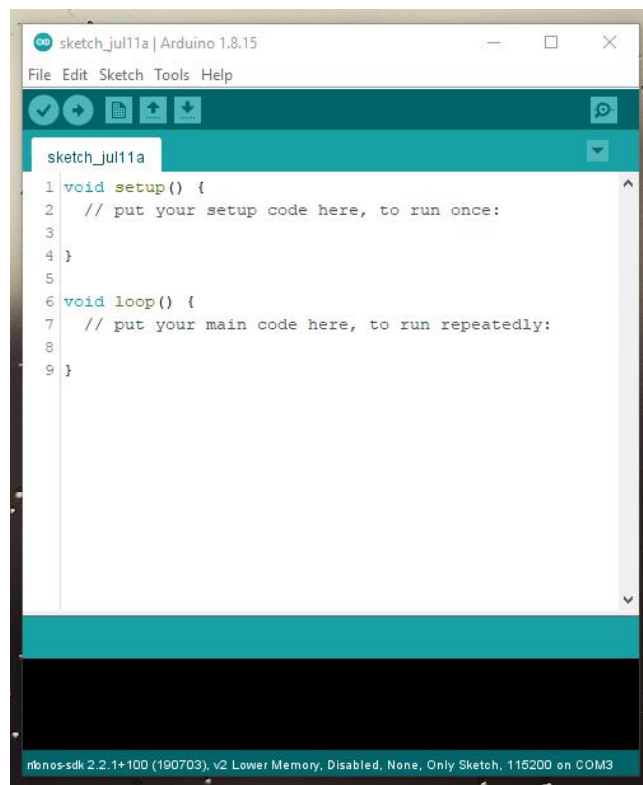 sketch_jul11a | Arduino 1.8.15
File Edit Sketch Tools Help
sketch_jul11a
1 void setup() {
2 // put your setup code here, to run once:
3
4 }
5
6 void loop() {
7 // put your main code here, to run repeatedly:
8
9 }
sdk 2.2.1+100 (190703), v2 Lower Memory, Disabled, None, Only Sketch, 115200 on COM3